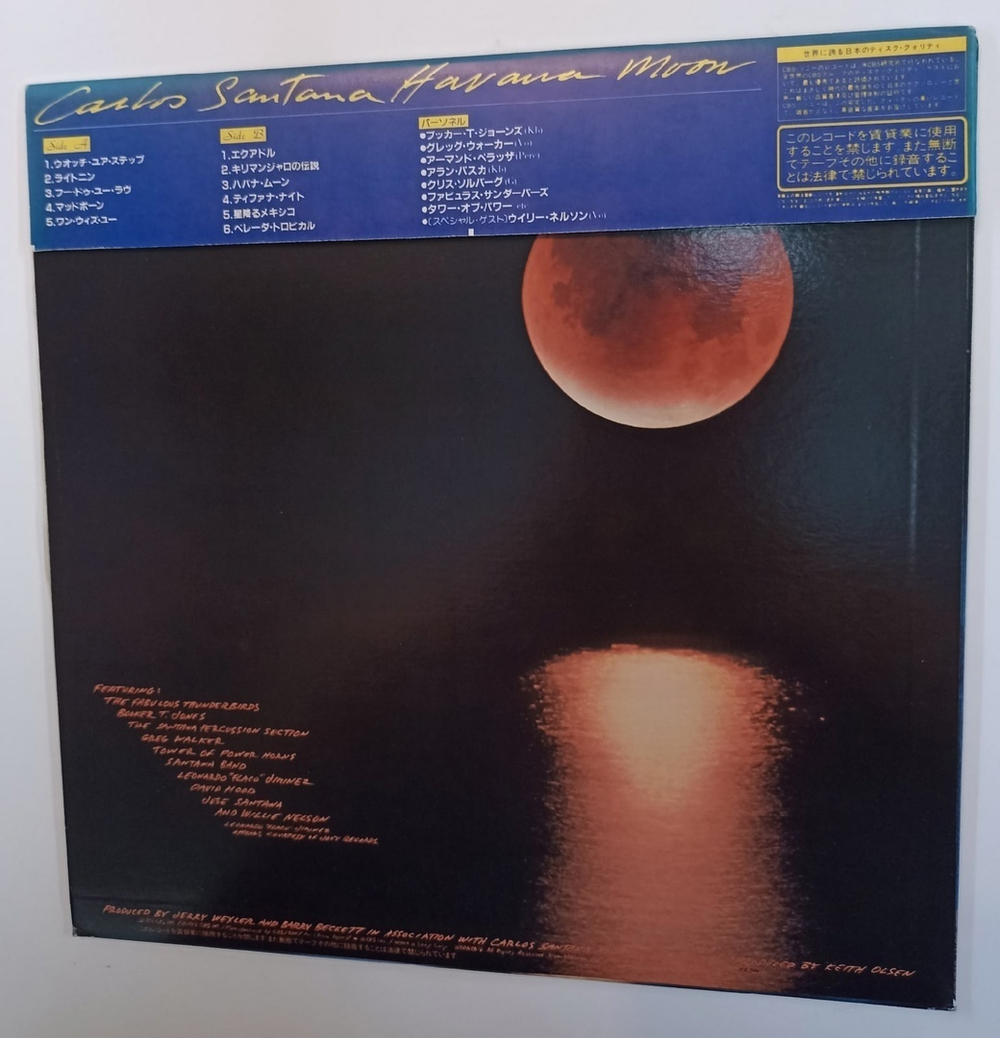 Carlos Santana Havana Moon
Side A
1.ウオッチ・ユア・ステップ
2.ライトニン
3.フードゥ・ユー・ラヴ
4.マッドボーン
5.ワン・ウィズ・ユー
Side B
1.エクアドル
2.キリマンジャロの伝説
3.ハバナ・ムーン
4.ティファナ・ナイト
5.星降るメキシコ
6.ベレータ・トロピカル
パーソネル
●ブッカー・T・ジョーンズ
●グレッグ・ウォーカー
●アーマンド・ペラッザ
●アラン・パスカ
●クリス・ソルバーグ
●ファビュラス・サンダーバーズ
●タワー・オブ・パワー
●(スペシャル・ゲスト)ウィリー・ネルソン
世界に誇る日本のディスク・クォリティ
このレコードを賃貸業に使用
することを禁じます。また無断
でテープその他に録音するこ
とは法律で禁じられています。
FEATURING:
THE FABULOUS THUNDERBIRDS
BOOKER T. JONES
THE SANTANA PERCUSSION SECTION
GREG WALKER
TOWER OF POWER HORNS
SANTANA BAND
LEONARDO "FLACO" JIMINEZ
DAVID HOOD
JOSE SANTANA
AND WILLIE NELSON
LEONARDO "FLACO" JIMINEZ
APPEARS COURTESY OF JOEY RECORDS
PRODUCED BY JERRY WEXLER AND BARRY BECKETT IN ASSOCIATION WITH CARLOS SANTANA
BY KEITH OLSEN